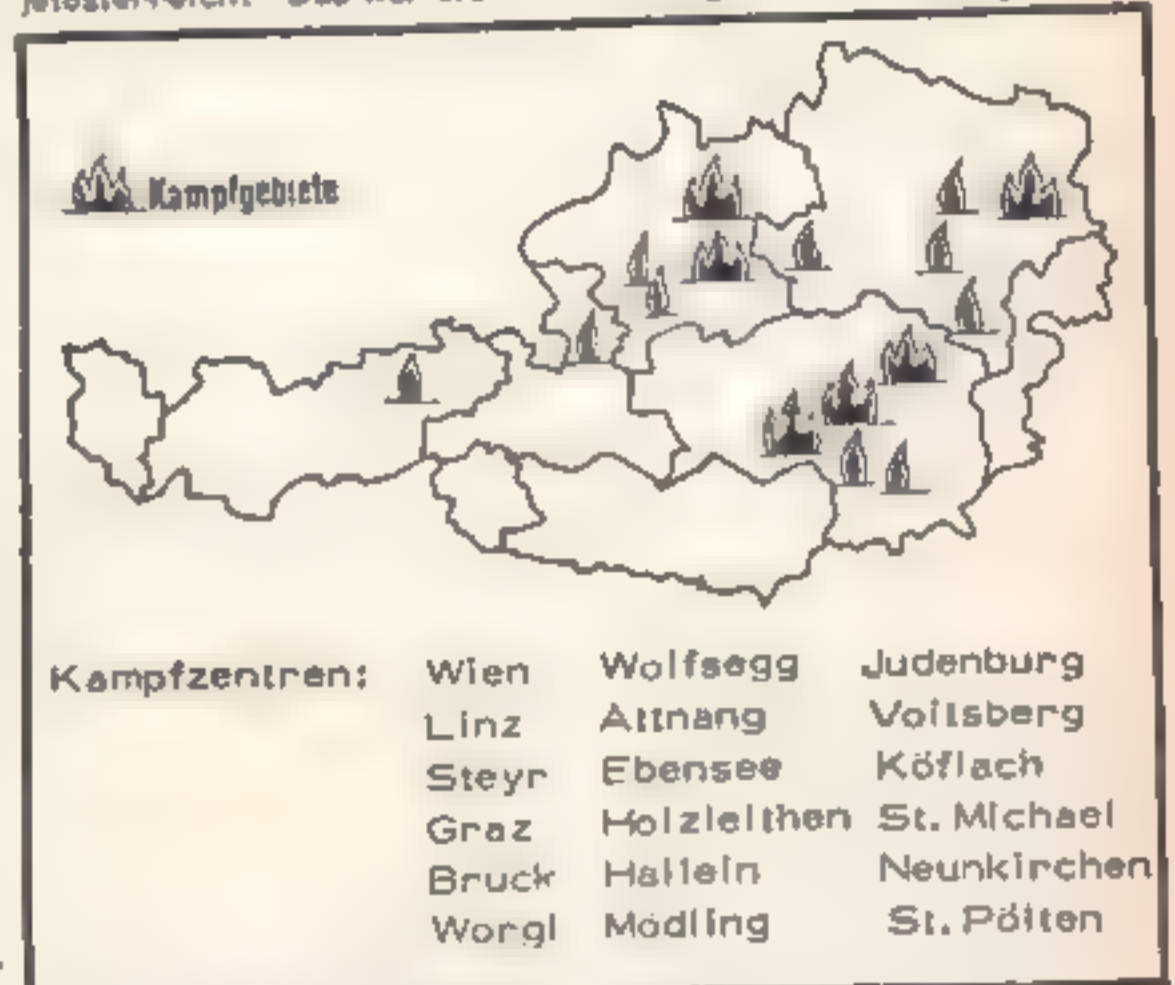 Kampfgebiete
Kampfzentren: Wien Wolfsegg Judenburg
Linz Attnang Voitsberg
Steyr Ebensee Köflach
Graz Holzleithen St. Michael
Bruck Hallein Neunkirchen
Worgl Mödling St. Pölten